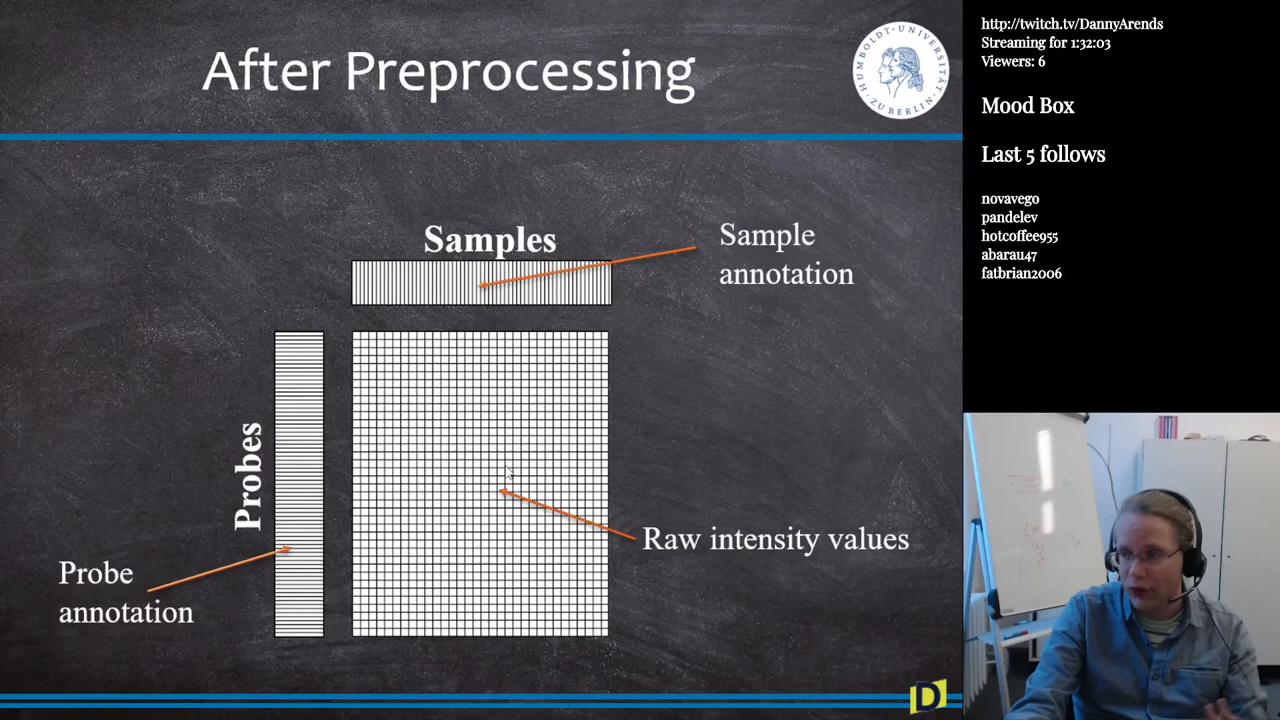 After Preprocessing
HUMBOLDT-UNIVERSITÄT
ZU BERLIN
Samples
Sample
annotation
Probes
Raw intensity values
Probe
annotation
D
http://twitch.tv/DannyArends
Streaming for 1:32:03
Viewers: 6
Mood Box
Last 5 follows
novavego
pandelev
hotcoffee955
abarau47
fatbrian2006